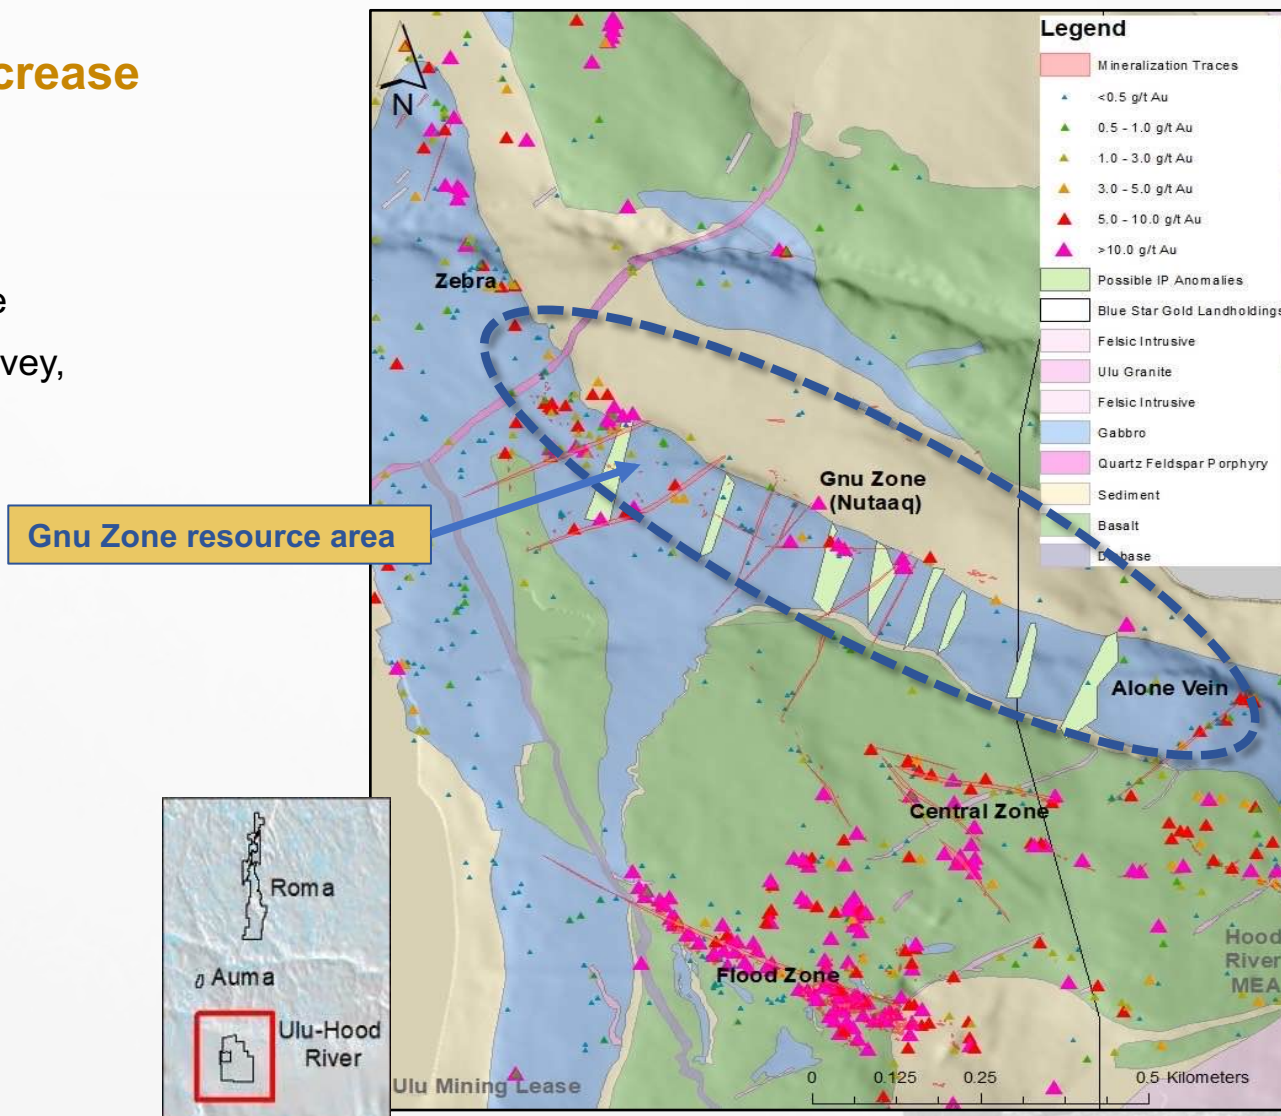 crease
e
vey,
Gnu Zone resource area
N
Zebra
Gnu Zone
(Nutaaq)
Alone Vein
Central Zone
Flood Zone
Hood
River
MEA
Ulu Mining Lease
0 0.125 0.25 0.5 Kilometers
Legend
Mineralization Traces
<0.5 g/t Au
0.5 - 1.0 g/t Au
1.0 - 3.0 g/t Au
3.0 - 5.0 g/t Au
5.0 - 10.0 g/t Au
>10.0 g/t Au
Possible IP Anomalies
Blue Star Gold Landholdings
Felsic Intrusive
Ulu Granite
Felsic Intrusive
Gabbro
Quartz Feldspar Porphyry
Sediment
Basalt
Diabase
Roma
Auma
Ulu-Hood
River